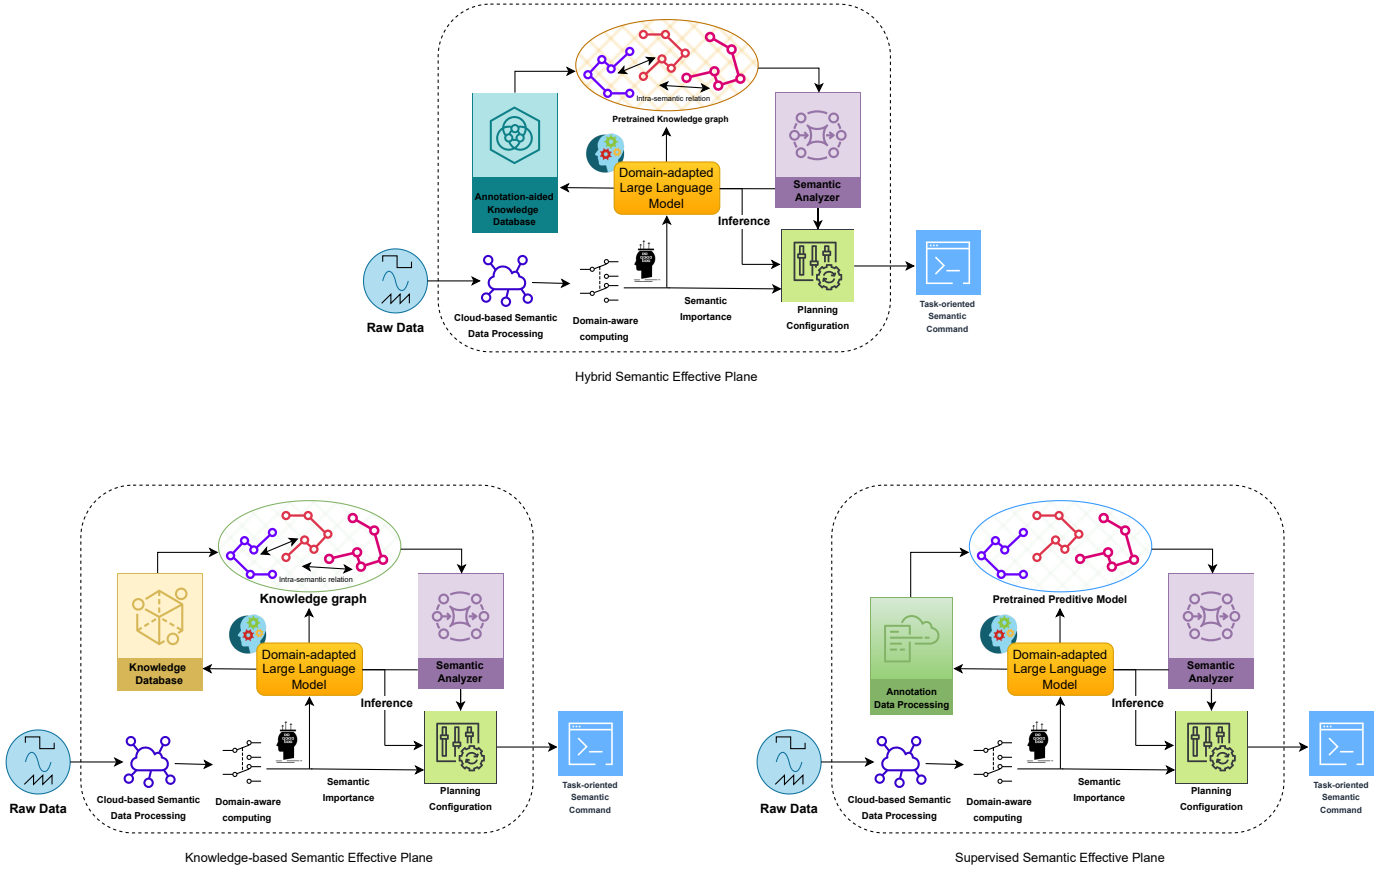 Intra-semantic relation
Pretrained Knowledge graph
Annotation-aided
Knowledge
Database
Domain-adapted
Large Language
Model
Semantic
Analyzer
Inference
Raw Data
Cloud-based Semantic
Data Processing
Domain-aware
computing
Semantic
Importance
Planning
Configuration
Task-oriented
Semantic
Command
Hybrid Semantic Effective Plane
Intra-semantic relation
Knowledge graph
Knowledge
Database
Domain-adapted
Large Language
Model
Semantic
Analyzer
Inference
Raw Data
Cloud-based Semantic
Data Processing
Domain-aware
computing
Semantic
Importance
Planning
Configuration
Task-oriented
Semantic
Command
Knowledge-based Semantic Effective Plane
Pretrained Preditive Model
Annotation
Data Processing
Domain-adapted
Large Language
Model
Semantic
Analyzer
Inference
Raw Data
Cloud-based Semantic
Data Processing
Domain-aware
computing
Semantic
Importance
Planning
Configuration
Task-oriented
Semantic
Command
Supervised Semantic Effective Plane